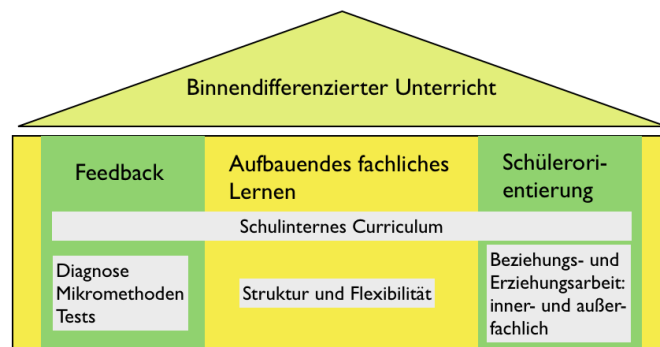 Binnendifferenzierter Unterricht
Feedback
Aufbauendes fachliches
Lernen
Schülerori-
entierung
Schulinternes Curriculum
Diagnose
Mikromethoden
Tests
Struktur und Flexibilität
Beziehungs- und
Erziehungsarbeit:
inner- und außer-
fachlich